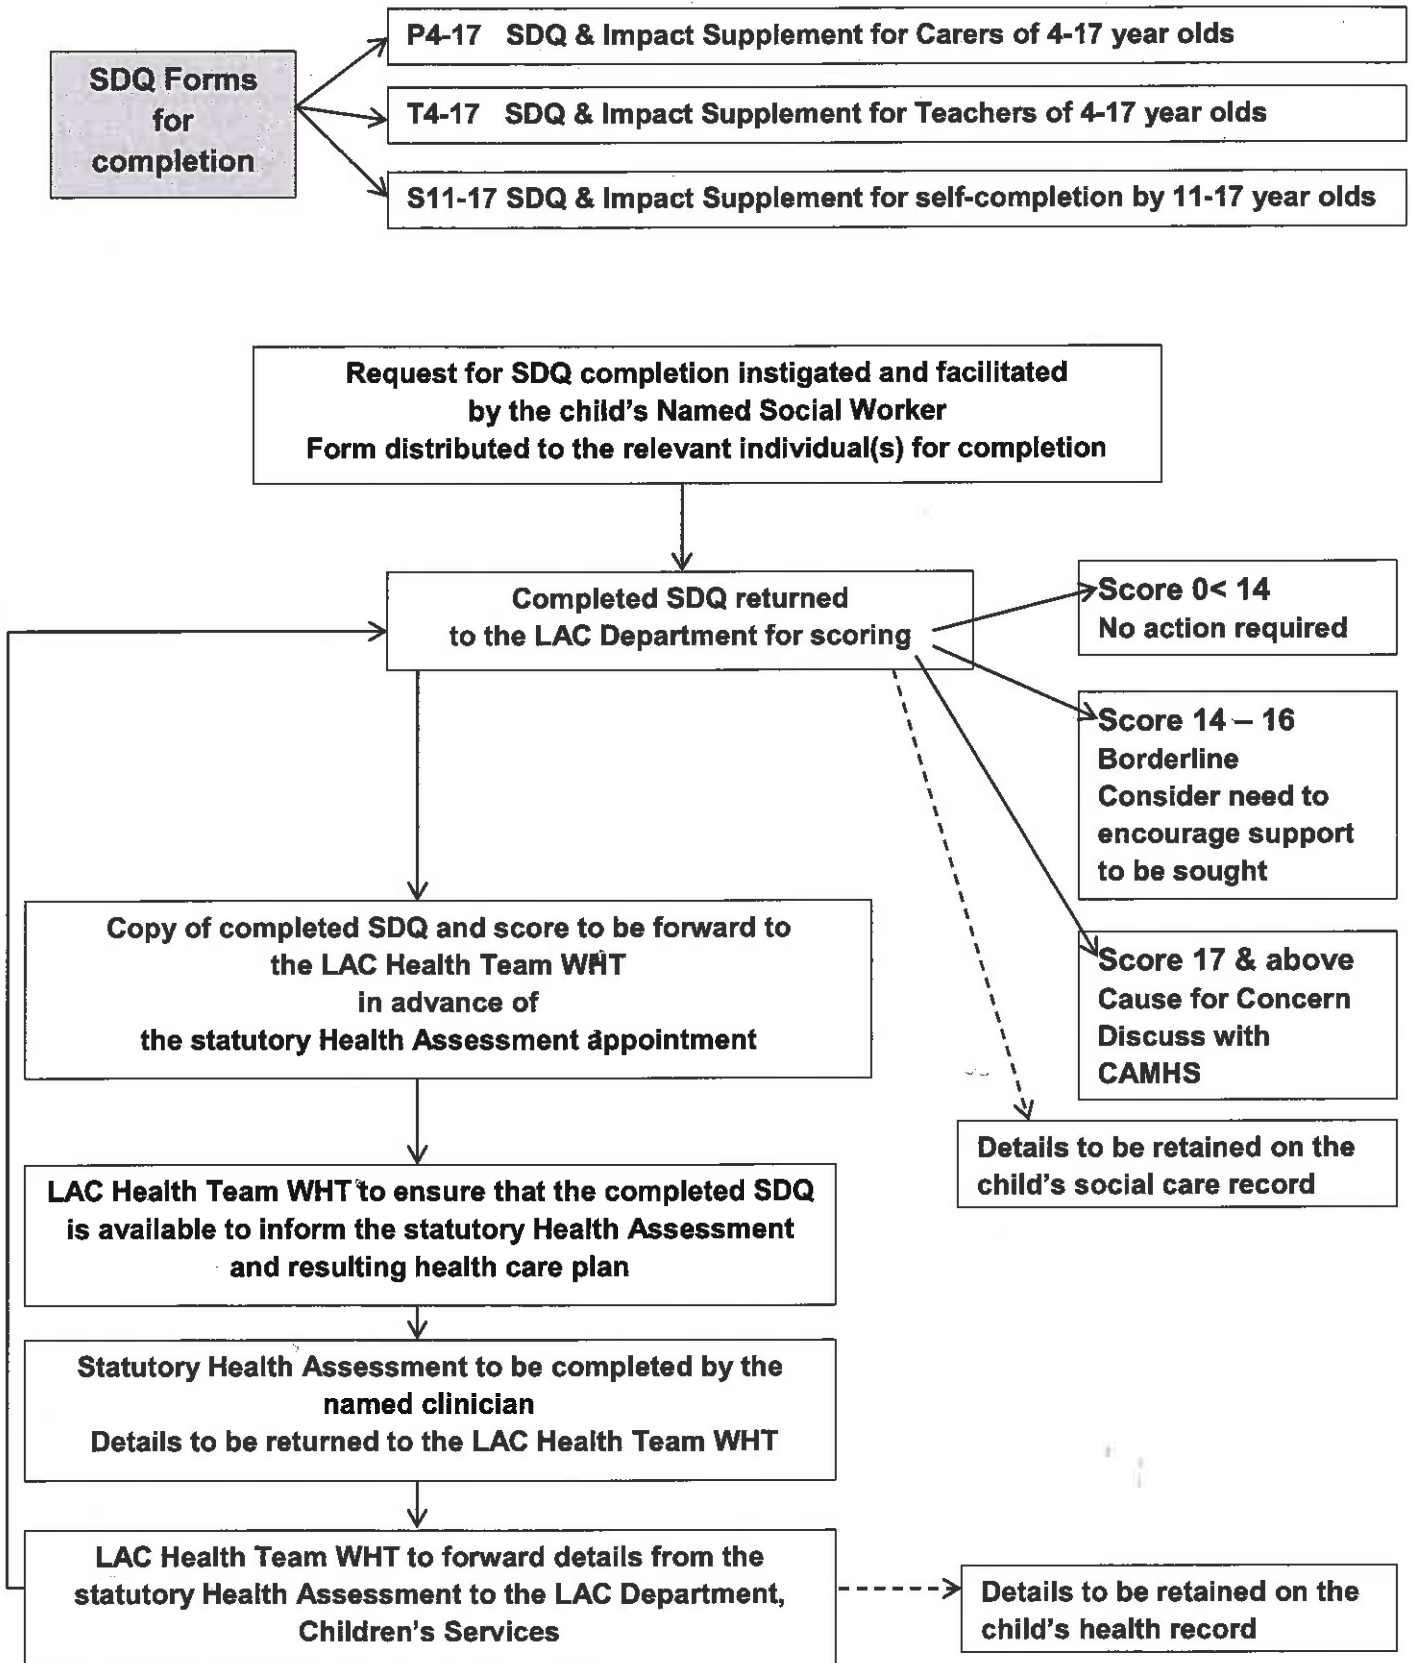 SDQ Forms
for
completion
P4-17 SDQ & Impact Supplement for Carers of 4-17 year olds
T4-17 SDQ & Impact Supplement for Teachers of 4-17 year olds
S11-17 SDQ & Impact Supplement for self-completion by 11-17 year olds
Request for SDQ completion instigated and facilitated
by the child's Named Social Worker
Form distributed to the relevant individual(s) for completion
Completed SDQ returned
to the LAC Department for scoring
Score 0< 14
No action required
Score 14 – 16
Borderline
Consider need to
encourage support
to be sought
Score 17 & above
Cause for Concern
Discuss with
CAMHS
Details to be retained on the
child's social care record
Copy of completed SDQ and score to be forward to
the LAC Health Team WHT
in advance of
the statutory Health Assessment appointment
LAC Health Team WHT to ensure that the completed SDQ
is available to inform the statutory Health Assessment
and resulting health care plan
Statutory Health Assessment to be completed by the
named clinician
Details to be returned to the LAC Health Team WHT
LAC Health Team WHT to forward details from the
statutory Health Assessment to the LAC Department,
Children's Services
Details to be retained on the
child's health record